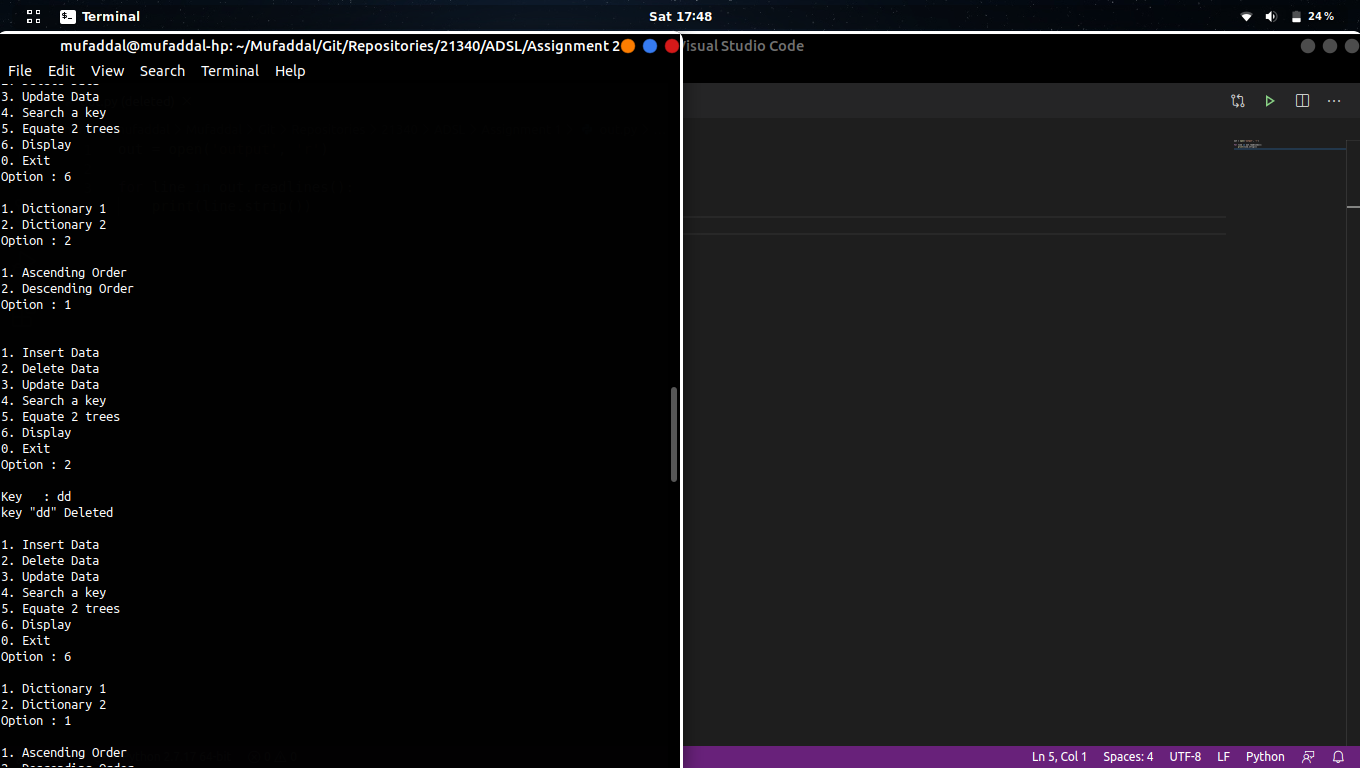 Terminal
Sat 17:48
24 %
mufaddal@mufaddal-hp: ~/Mufaddal/Git/Repositories/21340/ADSL/Assignment 2
Visual Studio Code
File Edit View Search Terminal Help
3. Update Data
4. Search a key
5. Equate 2 trees
6. Display
0. Exit
Option : 6
1. Dictionary 1
2. Dictionary 2
Option : 2
1. Ascending Order
2. Descending Order
Option : 1
1. Insert Data
2. Delete Data
3. Update Data
4. Search a key
5. Equate 2 trees
6. Display
0. Exit
Option : 2
Key   : dd
key "dd" Deleted
1. Insert Data
2. Delete Data
3. Update Data
4. Search a key
5. Equate 2 trees
6. Display
0. Exit
Option : 6
1. Dictionary 1
2. Dictionary 2
Option : 1
1. Ascending Order
Ln 5, Col 1 Spaces: 4 UTF-8 LF Python